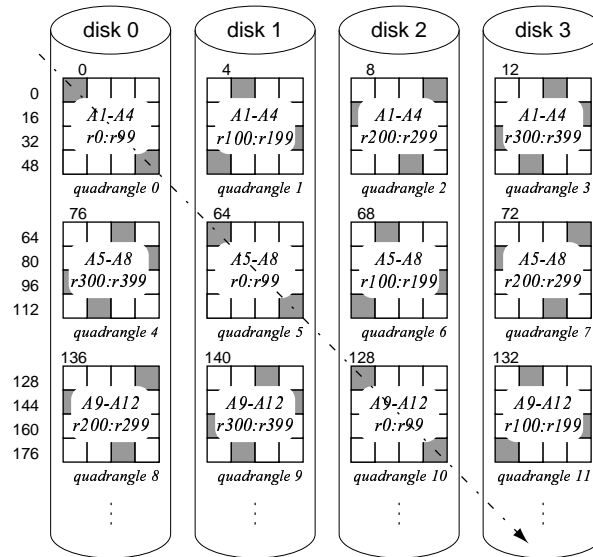 disk 0 disk 1 disk 2 disk 3
0 4 8 12
0
16
32
48
A1-A4 A1-A4 A1-A4 A1-A4
r0:r99 r100:r199 r200:r299 r300:r399
quadrangle 0 quadrangle 1 quadrangle 2 quadrangle 3
76 64 68 72
64
80
96
112
A5-A8 A5-A8 A5-A8 A5-A8
r300:r399 r0:r99 r100:r199 r200:r299
quadrangle 4 quadrangle 5 quadrangle 6 quadrangle 7
136 140 128 132
128
144
160
176
A9-A12 A9-A12 A9-A12 A9-A12
r200:r299 r300:r399 r0:r99 r100:r199
quadrangle 8 quadrangle 9 quadrangle 10 quadrangle 11